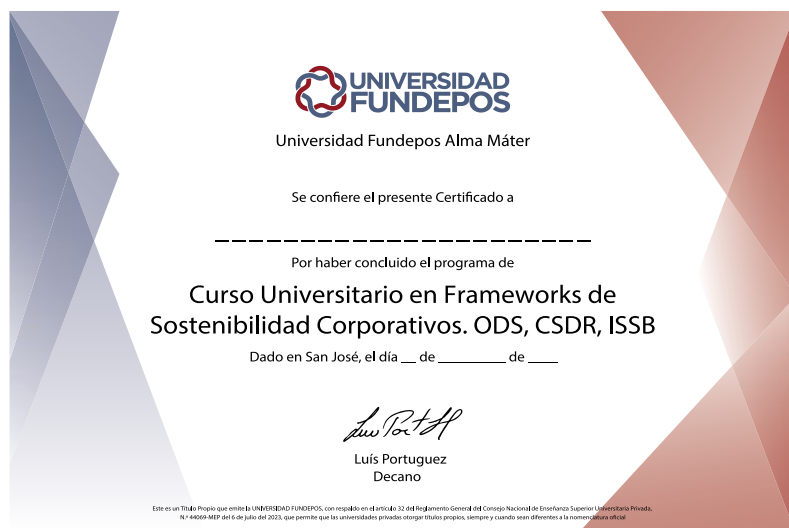 UNIVERSIDAD
FUNDEPOS
Universidad Fundepos Alma Máter
Se confiere el presente Certificado a
_ _ _ _ _ _ _ _ _ _ _ _ _ _ _ _ _ _ _ _ _ _
Por haber concluido el programa de
Curso Universitario en Frameworks de
Sostenibilidad Corporativos. ODS, CSDR, ISSB
Dado en San José, el día __ de _________ de ____
Luís Portuguez
Decano
Este es un Título Propio que emite la UNIVERSIDAD FUNDEPOS, con respaldo en el artículo 32 del Reglamento General del Consejo Nacional de Enseñanza Superior Universitaria Privada,
N.º 44069-MEP del 6 de julio del 2023, que permite que las universidades privadas otorgar títulos propios, siempre y cuando sean diferentes a la nomenclatura oficial